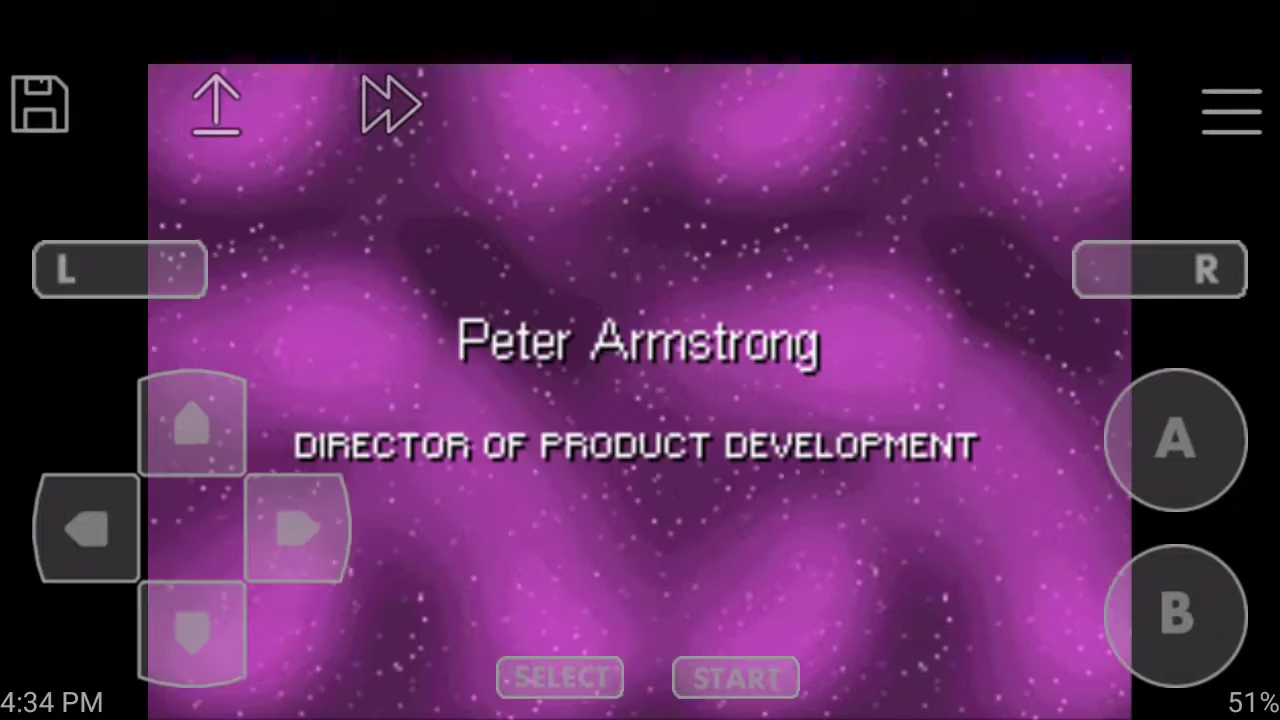 L
R
Peter Armstrong
DIRECTOR OF PRODUCT DEVELOPMENT
A
B
SELECT
START
4:34 PM
51%